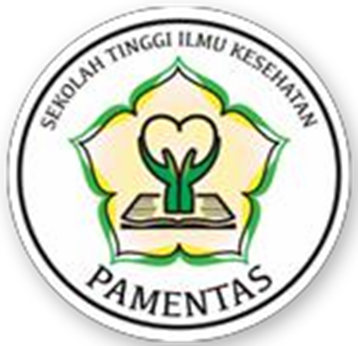 SEKOLAH TINGGI ILMU KESEHATAN
PAMENTAS